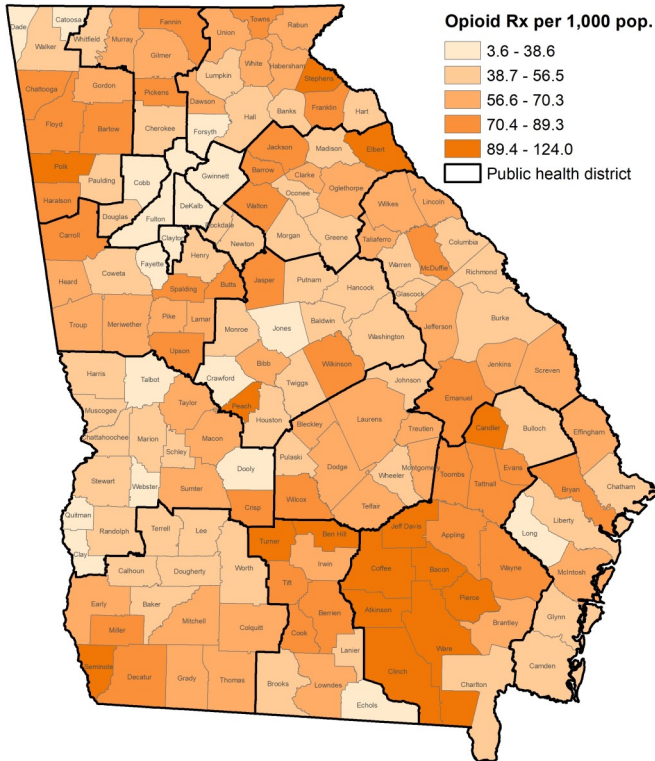 Opioid Rx per 1,000 pop.
3.6 - 38.6
38.7 - 56.5
56.6 - 70.3
70.4 - 89.3
89.4 - 124.0
Public health district
Dade
Catoosa
Walker
Whitfield
Murray
Fannin
Gilmer
Union
Towns
Rabun
White
Habersham
Lumpkin
Stephens
Chattooga
Gordon
Pickens
Dawson
Hall
Banks
Franklin
Hart
Floyd
Bartow
Cherokee
Forsyth
Jackson
Madison
Elbert
Polk
Paulding
Cobb
Gwinnett
Barrow
Clarke
Oconee
Oglethorpe
Wilkes
Lincoln
Haralson
Douglas
Fulton
DeKalb
Walton
Rockdale
Newton
Morgan
Greene
Taliaferro
Columbia
McDuffie
Warren
Richmond
Carroll
Clayton
Fayette
Henry
Coweta
Heard
Spalding
Butts
Jasper
Putnam
Hancock
Glascock
Burke
Troup
Meriwether
Pike
Lamar
Monroe
Jones
Baldwin
Washington
Jefferson
Upson
Bibb
Wilkinson
Jenkins
Screven
Harris
Talbot
Crawford
Twiggs
Johnson
Emanuel
Muscogee
Taylor
Peach
Houston
Bleckley
Laurens
Treutlen
Candler
Bulloch
Effingham
Chattahoochee
Marion
Schley
Macon
Dooly
Pulaski
Dodge
Wheeler
Montgomery
Toombs
Tattnall
Evans
Bryan
Chatham
Stewart
Webster
Sumter
Crisp
Wilcox
Telfair
Long
Liberty
Quitman
Randolph
Terrell
Lee
Turner
Ben Hill
Jeff Davis
Appling
Wayne
McIntosh
Clay
Calhoun
Dougherty
Worth
Irwin
Coffee
Bacon
Tift
Early
Baker
Mitchell
Colquitt
Berrien
Cook
Atkinson
Pierce
Brantley
Glynn
Miller
Lanier
Ware
Seminole
Decatur
Grady
Thomas
Brooks
Lowndes
Clinch
Charlton
Camden
Echols